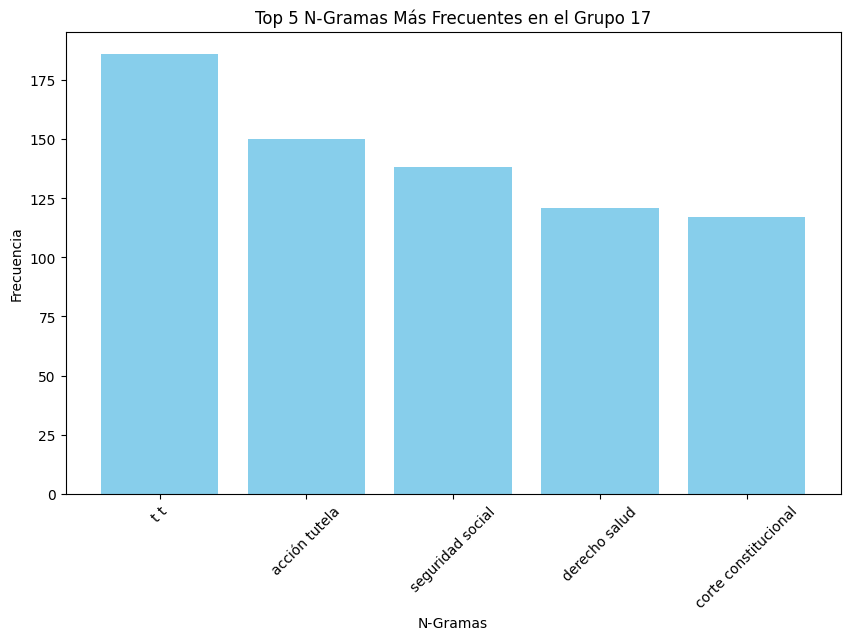 Top 5 N-Gramas Más Frecuentes en el Grupo 17
Frecuencia
175
150
125
100
75
50
25
0
t t
acción tutela
seguridad social
derecho salud
corte constitucional
N-Gramas